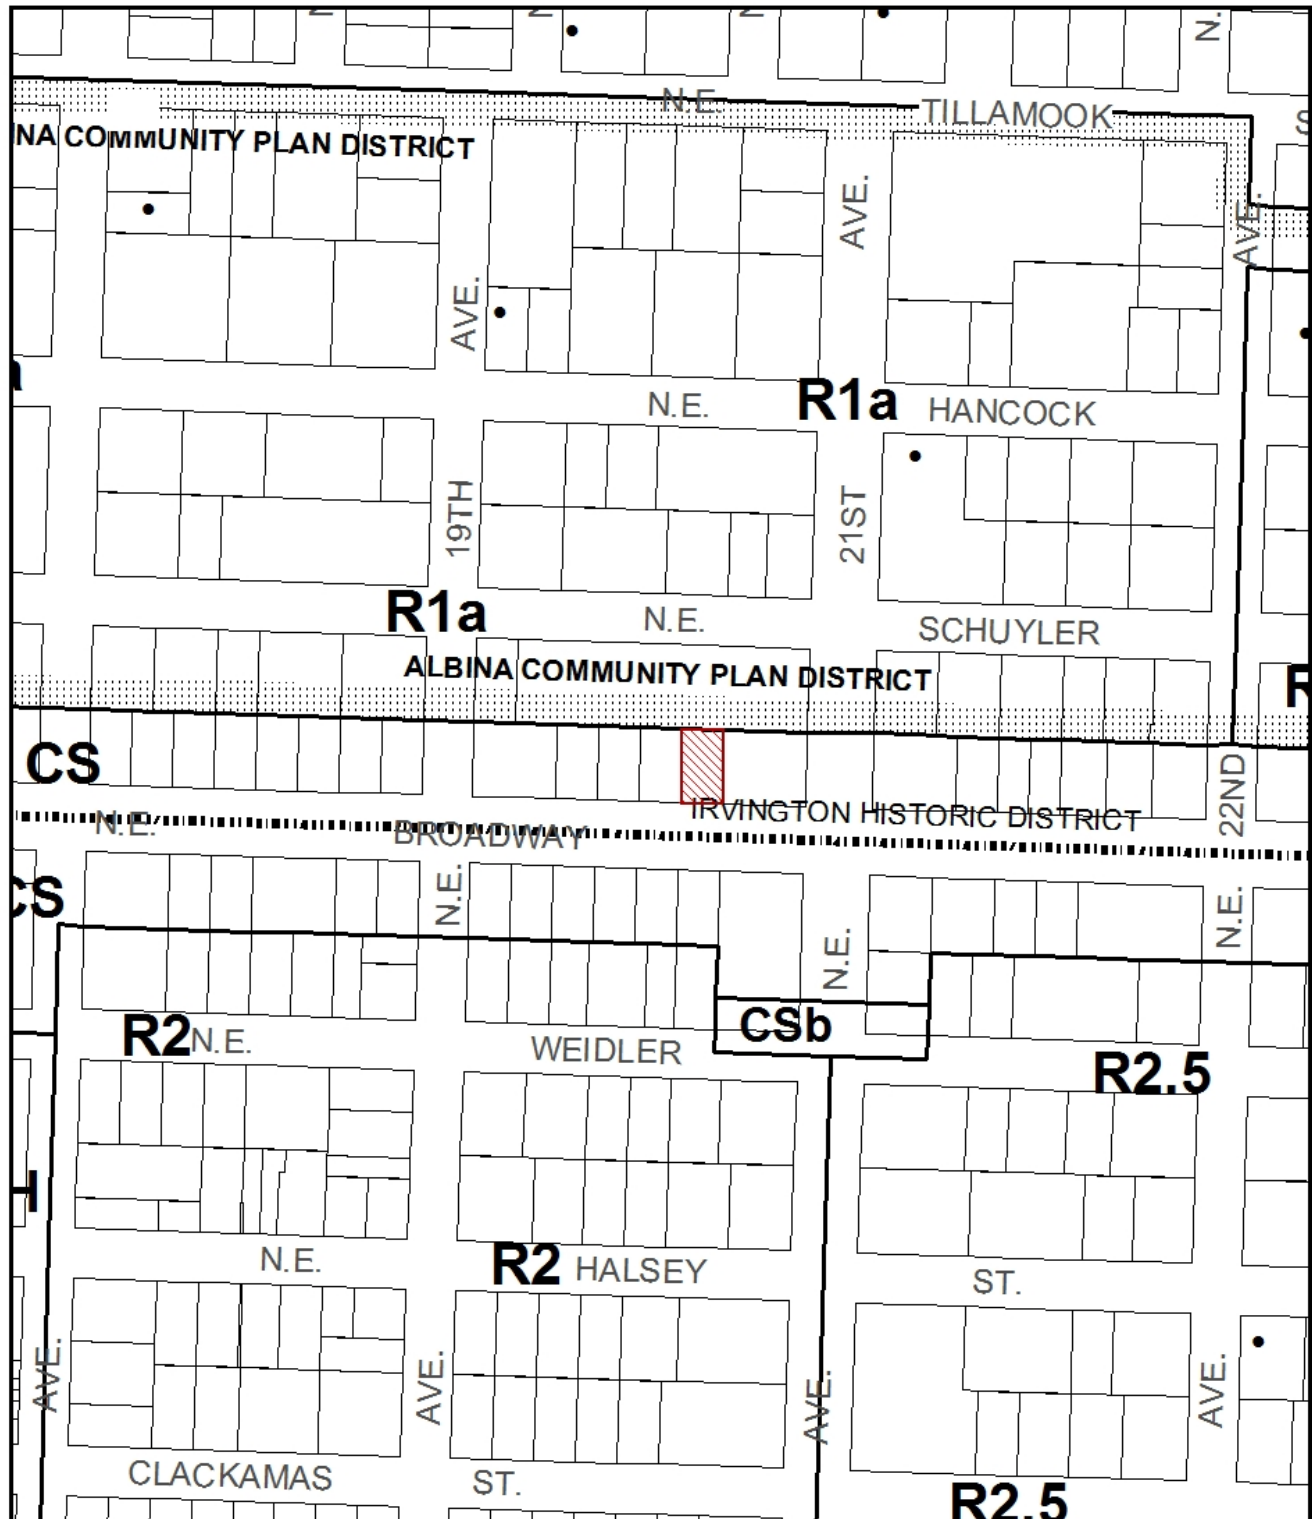 N.
N.E.
TILLAMOOK
INA COMMUNITY PLAN DISTRICT
AVE.
AVE.
AVE.
N.E.
R1a
HANCOCK
19TH
21ST
R1a
N.E.
SCHUYLER
ALBINA COMMUNITY PLAN DISTRICT
R
CS
22ND
IRVINGTON HISTORIC DISTRICT
N.E.
BROADWAY
CS
N.E.
N.E.
N.E.
CSb
R2
N.E.
WEIDLER
R2.5
N.E.
R2
HALSEY
ST.
AVE.
AVE.
AVE.
AVE.
CLACKAMAS
ST.
R2.5